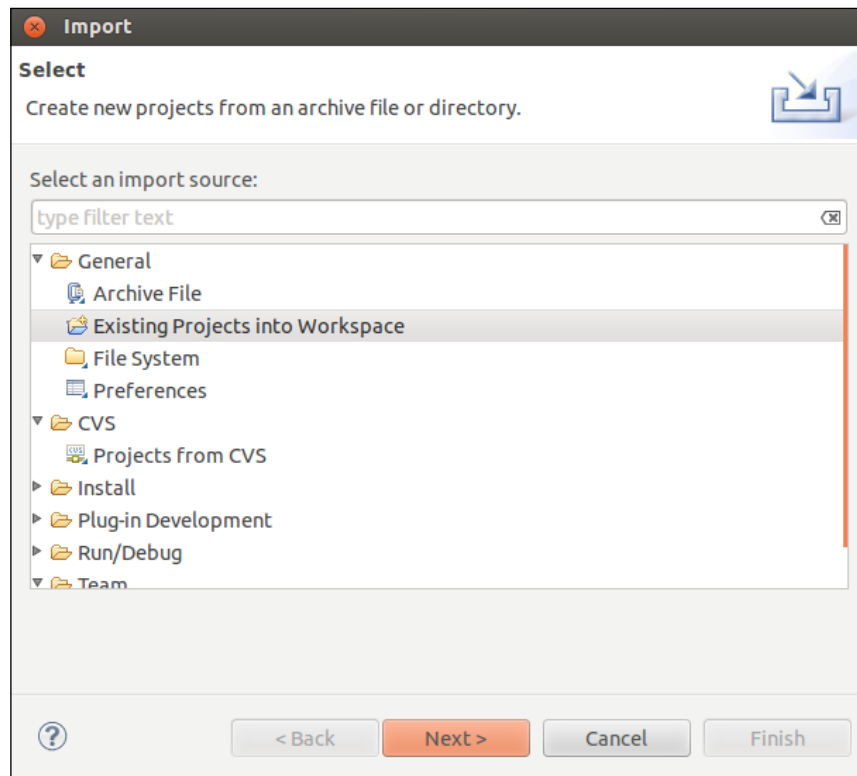 Import
Select
Create new projects from an archive file or directory.
Select an import source:
type filter text
General
Archive File
Existing Projects into Workspace
File System
Preferences
CVS
Projects from CVS
Install
Plug-in Development
Run/Debug
Team
< Back Next > Cancel Finish